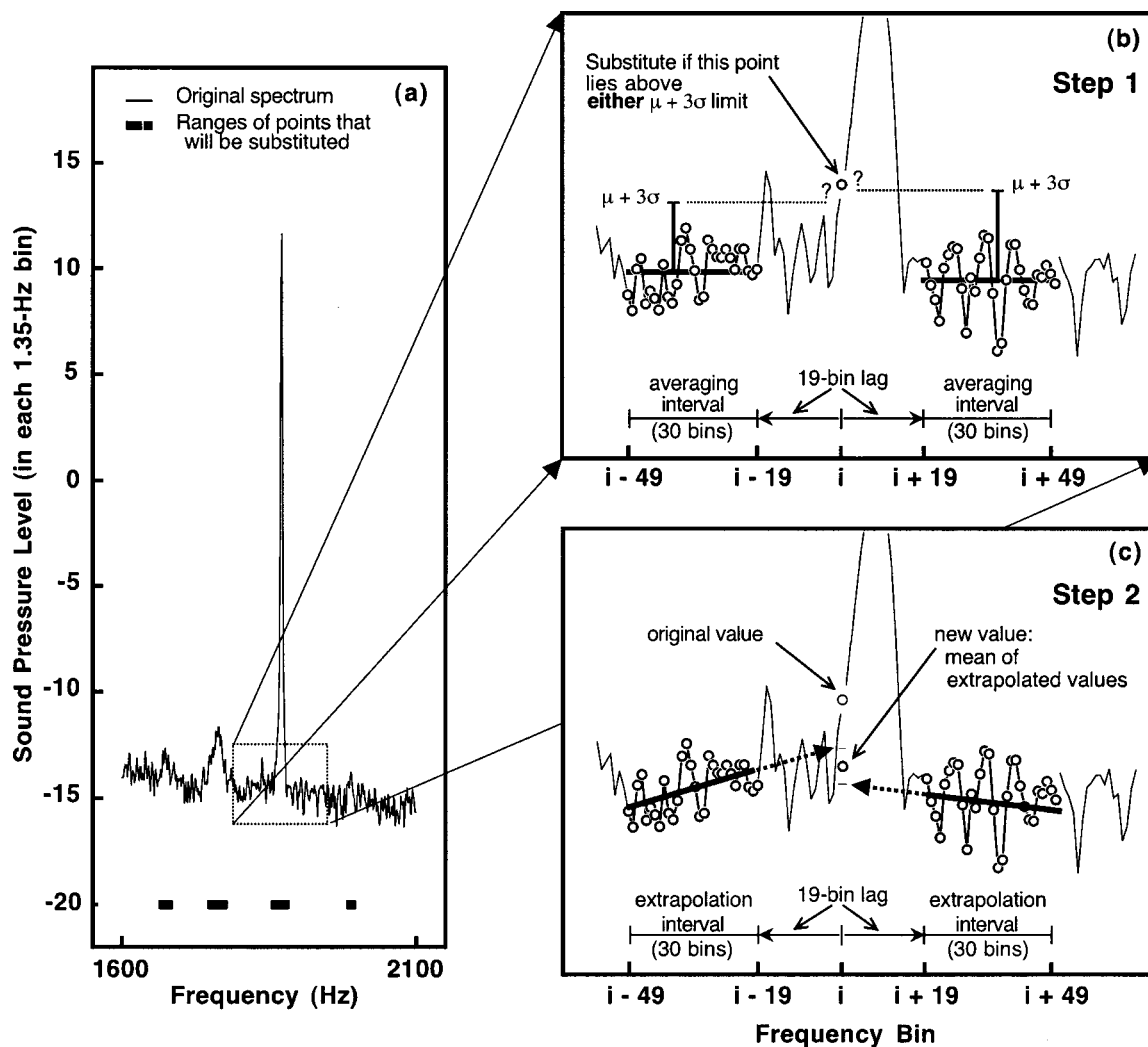 (a)
Original spectrum
Ranges of points that
will be substituted
Sound Pressure Level (in each 1.35-Hz bin)
15
10
5
0
-5
-10
-15
-20
1600
2100
Frequency (Hz)
(b)
Step 1
Substitute if this point
lies above
either μ + 3σ limit
μ + 3σ
?
?
μ + 3σ
averaging
interval
(30 bins)
19-bin lag
averaging
interval
(30 bins)
i - 49
i - 19
i
i + 19
i + 49
(c)
Step 2
original value
new value:
mean of
extrapolated values
extrapolation
interval
(30 bins)
19-bin lag
extrapolation
interval
(30 bins)
i - 49
i - 19
i
i + 19
i + 49
Frequency Bin